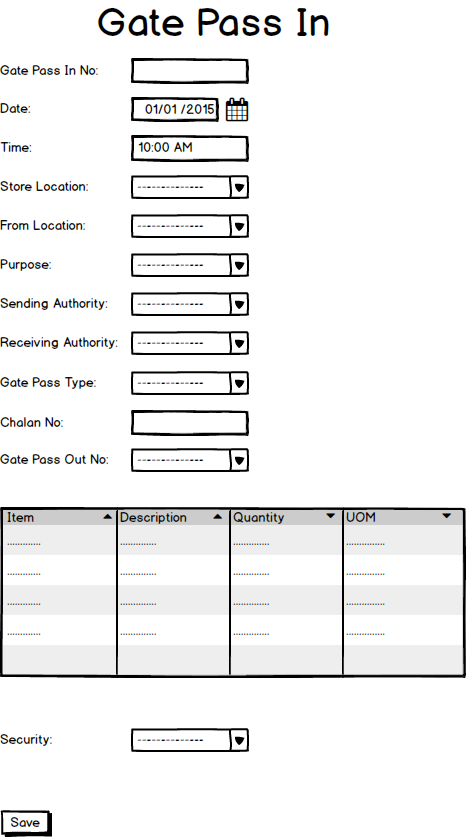 Gate Pass In
Gate Pass In No:
Date: 01/01 /2015
Time: 10:00 AM
Store Location: --------------
From Location: --------------
Purpose: --------------
Sending Authority: --------------
Receiving Authority: --------------
Gate Pass Type: --------------
Chalan No:
Gate Pass Out No: --------------
Item Description Quantity UOM
............. .............. .............. ..............
............. .............. .............. ..............
............. .............. .............. ..............
............. .............. .............. ..............
Security: --------------
Save